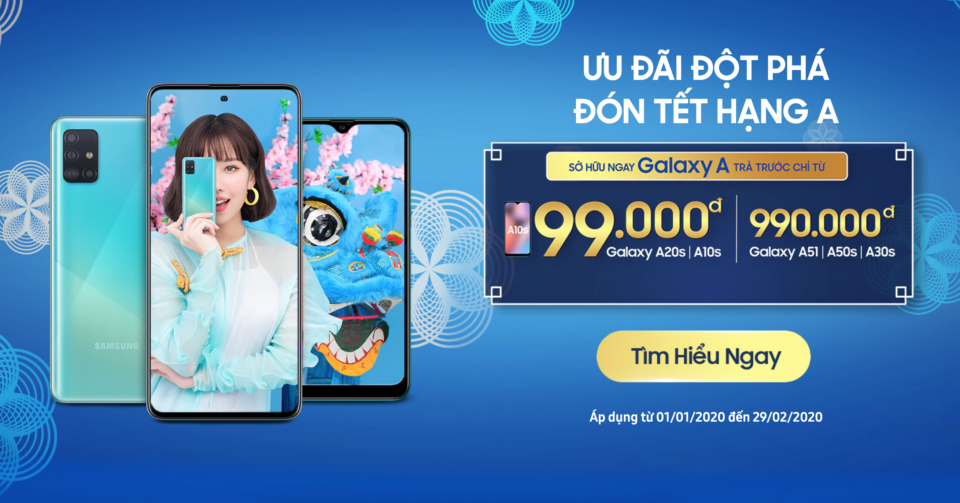 ƯU ĐÃI ĐỘT PHÁ
ĐÓN TẾT HẠNG A
SỞ HỮU NGAY Galaxy A TRẢ TRƯỚC CHỈ TỪ
A10s
99.000đ
Galaxy A20s | A10s
990.000đ
Galaxy A51 | A50s | A30s
Tìm Hiểu Ngay
Áp dụng từ 01/01/2020 đến 29/02/2020
SAMSUNG